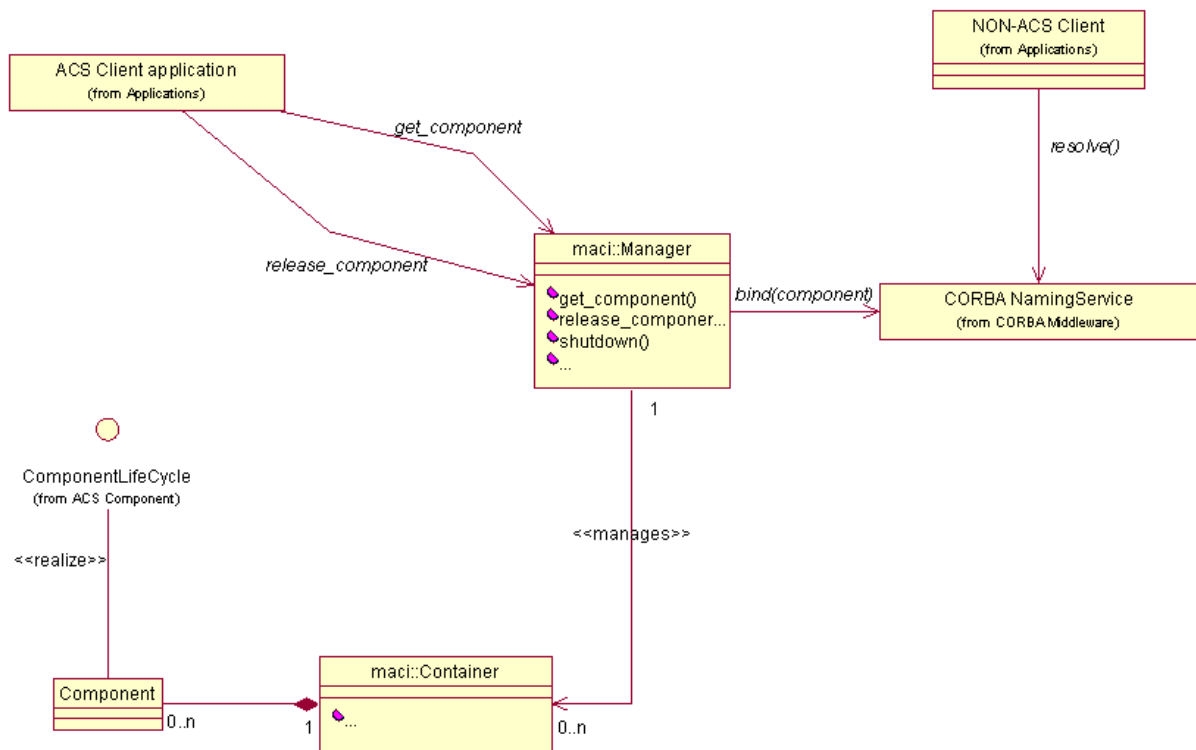 NON-ACS Client
(from Applications)
ACS Client application
(from Applications)
get_component
resolve()
release_component
maci::Manager
get_component()
release_componer...
shutdown()
...
bind(component)
CORBA NamingService
(from CORBA Middleware)
1
ComponentLifeCycle
(from ACS Component)
<<realize>>
<<manages>>
maci::Container
...
Component
0..n
1
0..n